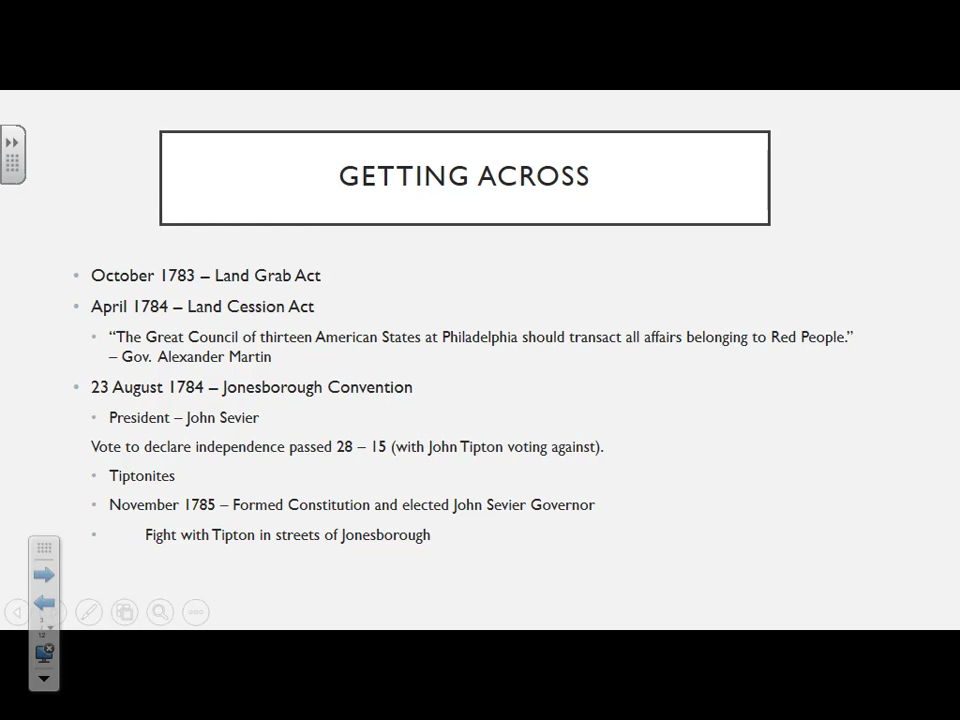 GETTING ACROSS
• October 1783 – Land Grab Act
• April 1784 – Land Cession Act
• “The Great Council of thirteen American States at Philadelphia should transact all affairs belonging to Red People.”
– Gov. Alexander Martin
• 23 August 1784 – Jonesborough Convention
• President – John Sevier
Vote to declare independence passed 28 – 15 (with John Tipton voting against).
• Tiptonites
• November 1785 – Formed Constitution and elected John Sevier Governor
• Fight with Tipton in streets of Jonesborough
3
12